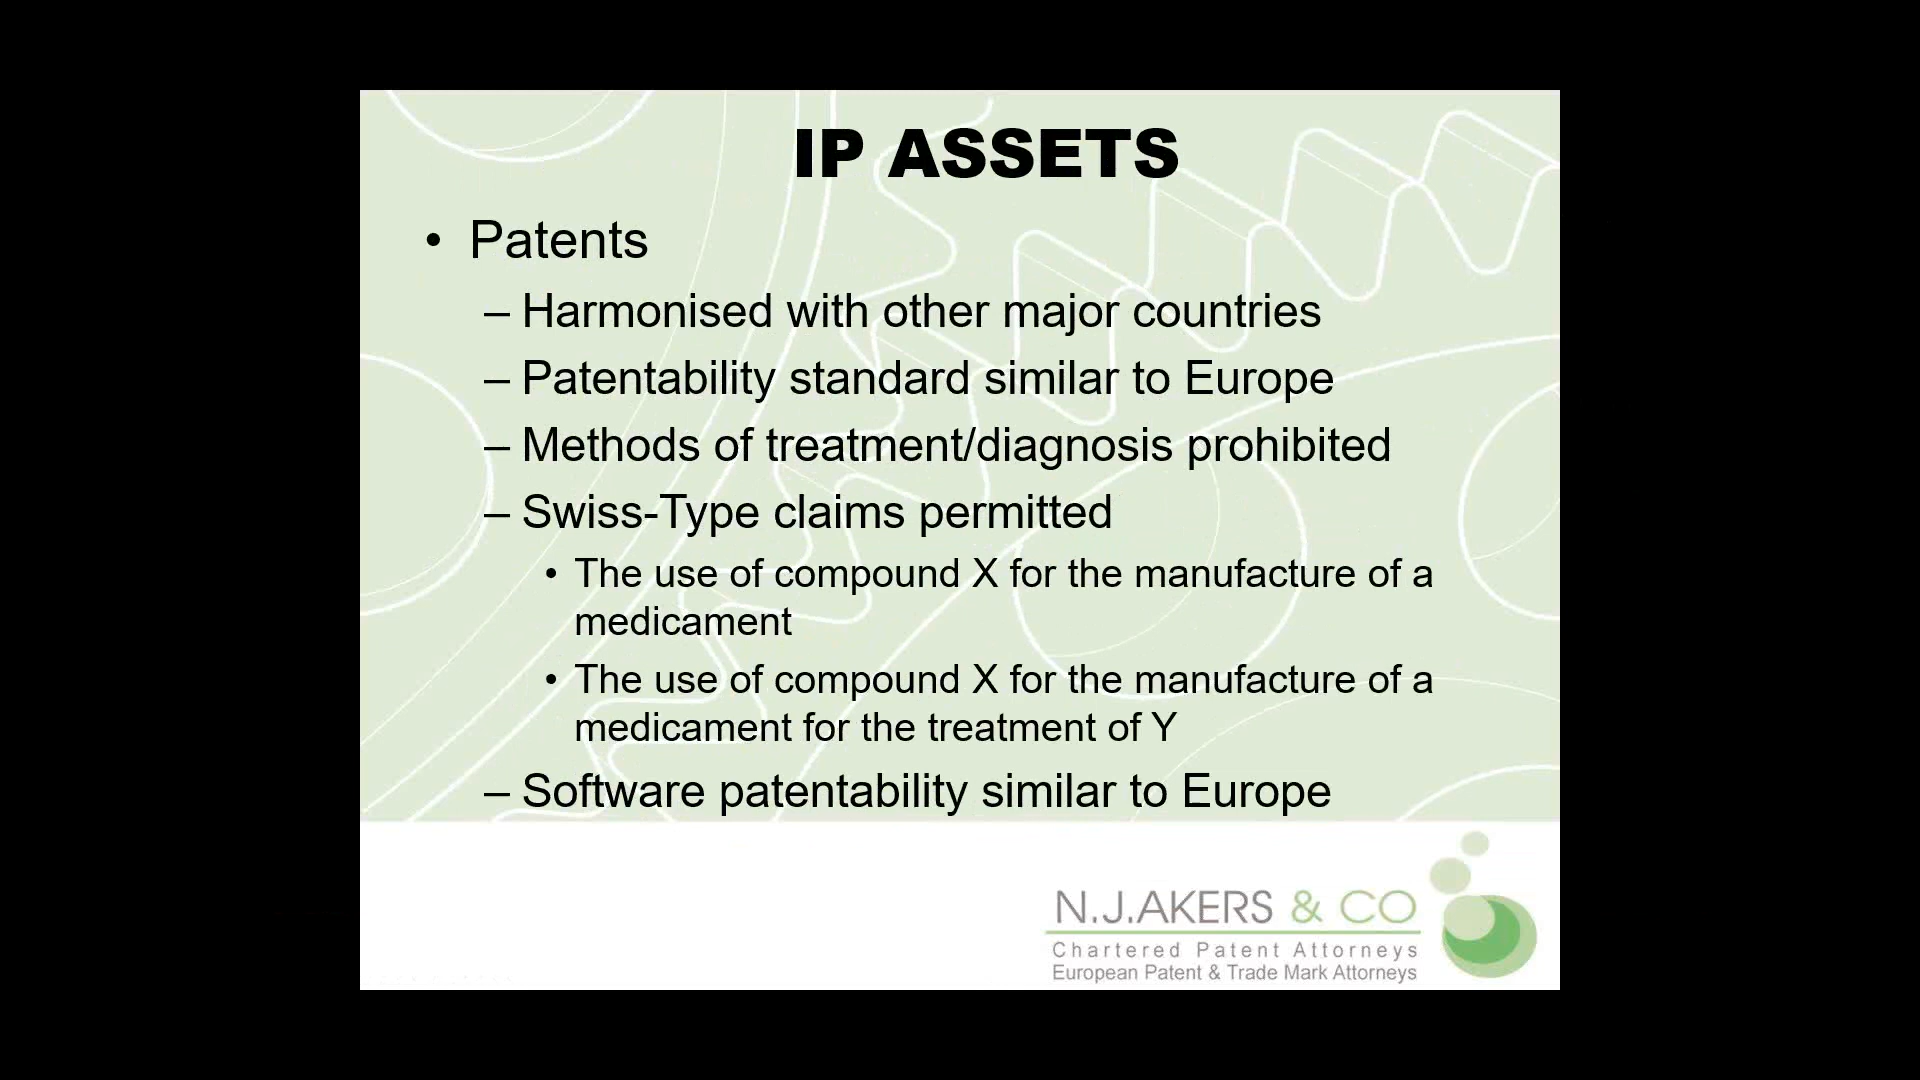 IP ASSETS
• Patents
– Harmonised with other major countries
– Patentability standard similar to Europe
– Methods of treatment/diagnosis prohibited
– Swiss-Type claims permitted
• The use of compound X for the manufacture of a
medicament
• The use of compound X for the manufacture of a
medicament for the treatment of Y
– Software patentability similar to Europe
N.J.AKERS & CO
Chartered Patent Attorneys
European Patent & Trade Mark Attorneys